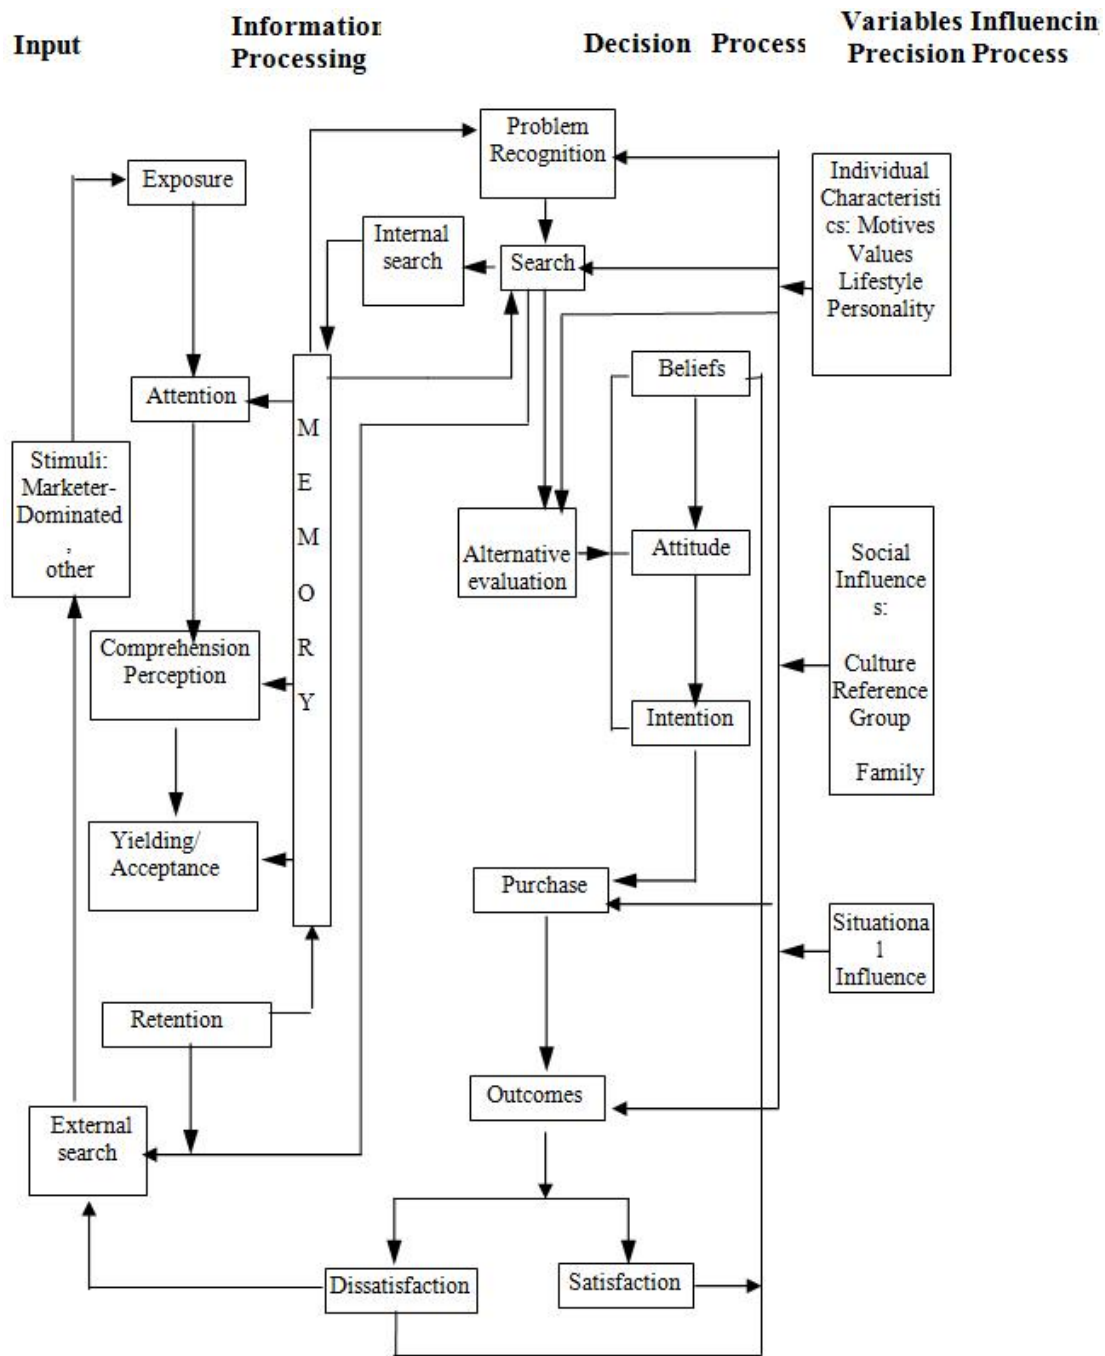 Input
Information
Processing
Decision Process
Variables Influencin
Precision Process
Exposure
Attention
Stimuli:
Marketer-
Dominated
,
other
Comprehension
Perception
Yielding/
Acceptance
Retention
External
search
Internal
search
M
E
M
O
R
Y
Problem
Recognition
Search
Alternative
evaluation
Beliefs
Attitude
Intention
Purchase
Outcomes
Dissatisfaction
Satisfaction
Individual
Characteristi
cs: Motives
Values
Lifestyle
Personality
Social
Influence
s:
Culture
Reference
Group
Family
Situationa
l
Influence